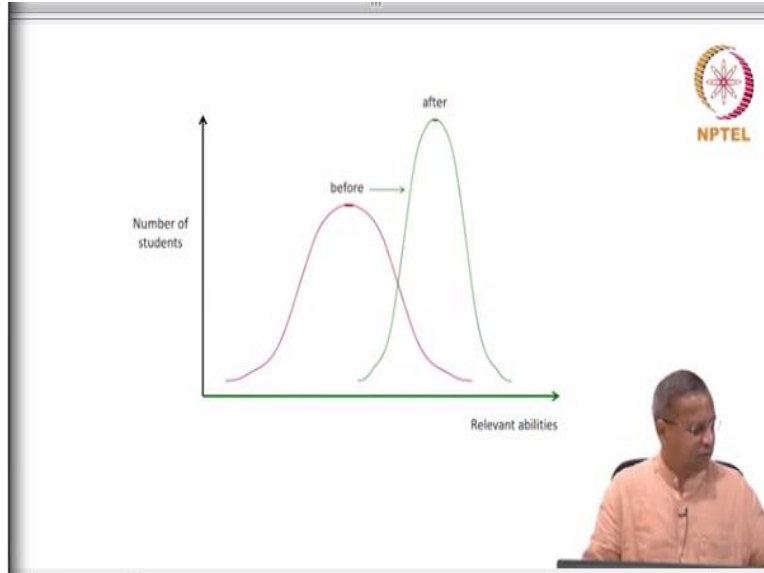 NPTEL
after
before
Number of
students
Relevant abilities